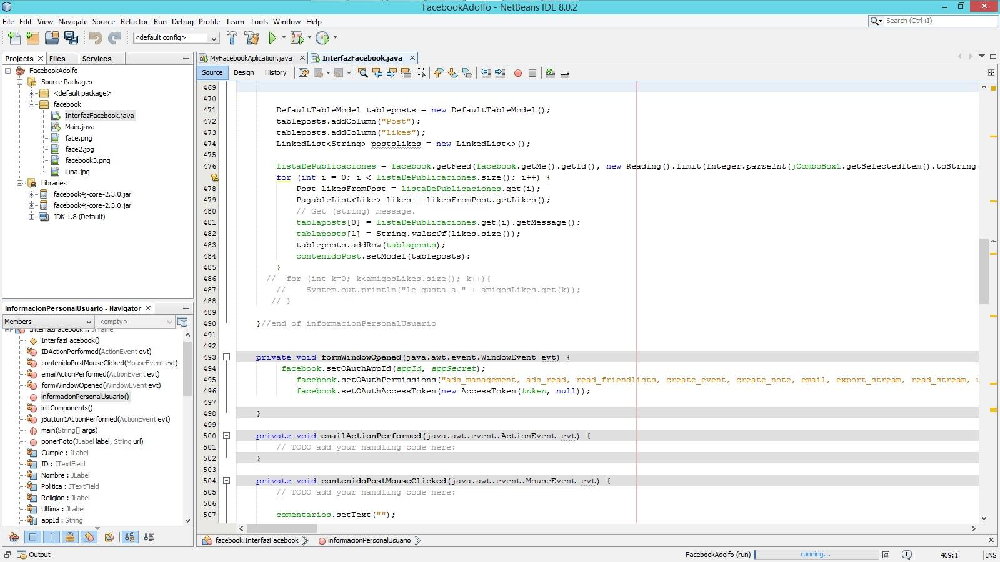 FacebookAdolfo - NetBeans IDE 8.0.2
File Edit View Navigate Source Refactor Run Debug Profile Team Tools Window Help
Search (Ctrl+I)
<default config>
Projects Files Services
FacebookAdolfo
Source Packages
<default package>
facebook
InterfazFacebook.java
Main.java
face.png
face2.jpg
facebook3.png
lupa.jpg
Libraries
facebook4j-core-2.3.0.jar
facebook4j-core-2.3.0.jar
JDK 1.8 (Default)
informacionPersonalUsuario - Navigator
Members <empty>
InterfazFacebook :: JFrame
InterfazFacebook()
IDActionPerformed(ActionEvent evt)
contenidoPostMouseClicked(MouseEvent evt)
emailActionPerformed(ActionEvent evt)
formWindowOpened(WindowEvent evt)
informacionPersonalUsuario()
initComponents()
jButton1ActionPerformed(ActionEvent evt)
main(String[] args)
ponerFoto(JLabel label, String url)
Cumple : JLabel
ID : JTextField
Nombre : JLabel
Politica : JTextField
Religion : JLabel
Ultima : JLabel
appId : String
MyFacebookAplication.java InterfazFacebook.java
Source Design History
469
470
471 DefaultTableModel tableposts = new DefaultTableModel();
472 tableposts.addColumn("Post");
473 tableposts.addColumn("likes");
474 LinkedList<String> postslikes = new LinkedList<>();
475
476 listaDePublicaciones = facebook.getFeed(facebook.getMe().getId(), new Reading().limit(Integer.parseInt(jComboBox1.getSelectedItem().toString
for (int i = 0; i < listaDePublicaciones.size(); i++) {
478 Post likesFromPost = listaDePublicaciones.get(i);
479 PagableList<Like> likes = likesFromPost.getLikes();
480 // Get (string) message.
481 tablaposts[0] = listaDePublicaciones.get(i).getMessage();
482 tablaposts[1] = String.valueOf(likes.size());
483 tableposts.addRow(tablaposts);
484 contenidoPost.setModel(tableposts);
485 }
486 // for (int k=0; k<amigosLikes.size(); k++){
487 // System.out.println("le gusta a " + amigosLikes.get(k));
488 // }
489
490 }//end of informacionPersonalUsuario
491
492
493 private void formWindowOpened(java.awt.event.WindowEvent evt) {
494 facebook.setOAuthAppId(appId, appSecret);
495 facebook.setOAuthPermissions("ads_management, ads_read, read_friendlists, create_event, create_note, email, export_stream, read_stream, u
496 facebook.setOAuthAccessToken(new AccessToken(token, null));
497
498 }
499
500 private void emailActionPerformed(java.awt.event.ActionEvent evt) {
501 // TODO add your handling code here:
502 }
503
504 private void contenidoPostMouseClicked(java.awt.event.MouseEvent evt) {
505 // TODO add your handling code here:
506
507 comentarios.setText("");
facebook.InterfazFacebook informacionPersonalUsuario
Output
FacebookAdolfo (run) running... 1 469:1 INS